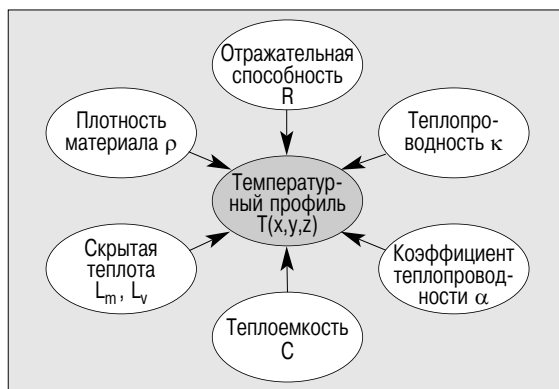 Отражательная
способность
R
Плотность
материала ρ
Теплопро-
водность κ
Температур-
ный профиль
T(x,y,z)
Скрытая
теплота
Lm, Lv
Коэффициент
теплопровод-
ности α
Теплоемкость
C